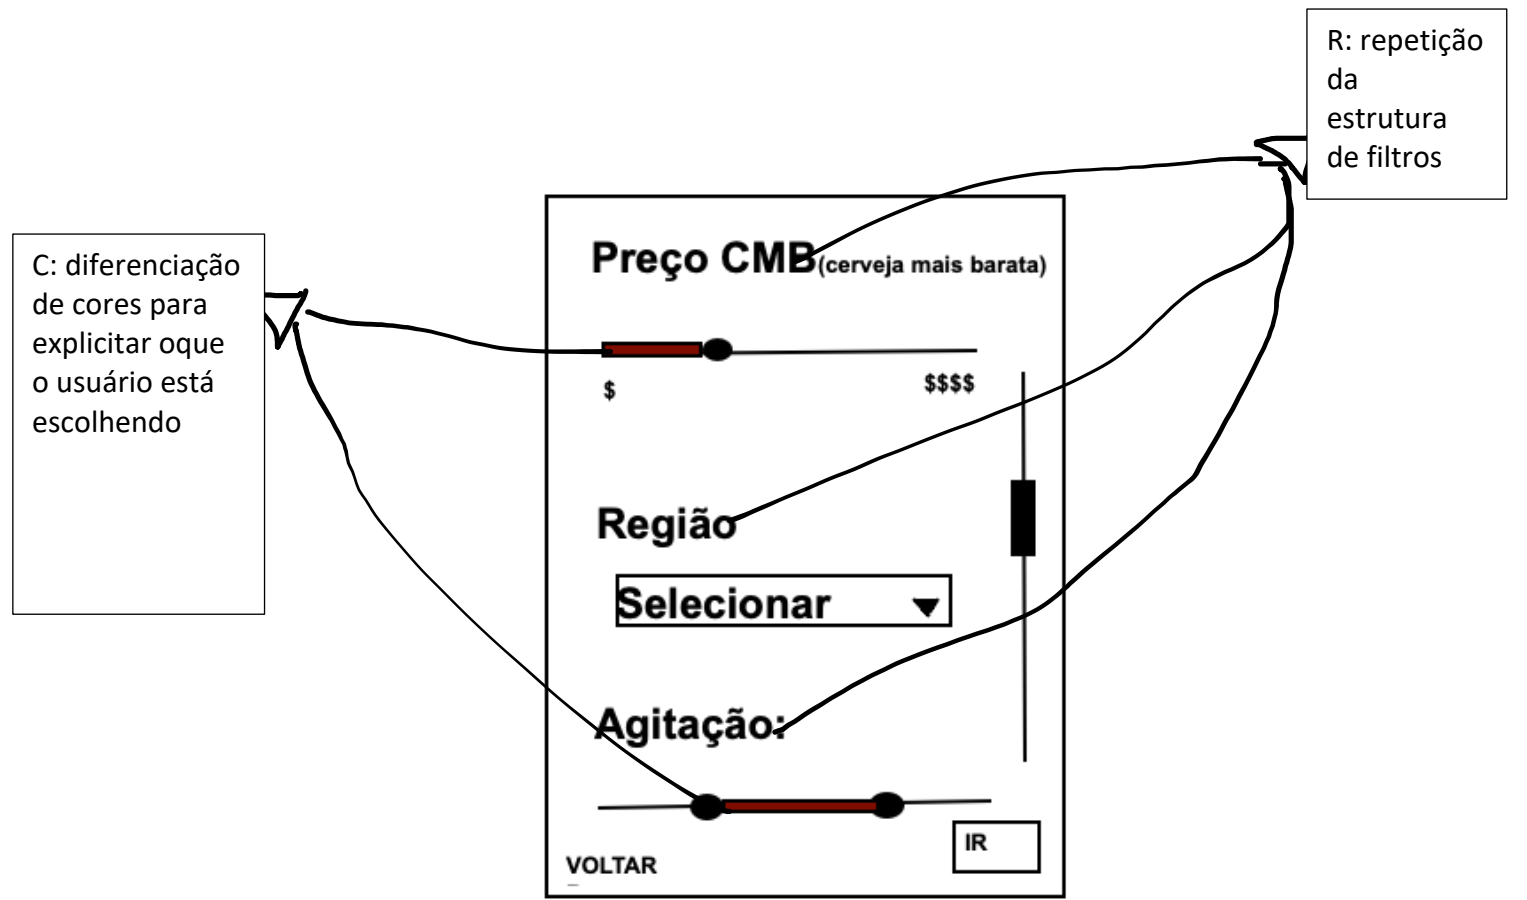 R: repetição
da
estrutura
de filtros
C: diferenciação
de cores para
explicitar oque
o usuário está
escolhendo
Preço CMB(cerveja mais barata)
$ $$$$
Região
Selecionar
Agitação:
IR
VOLTAR